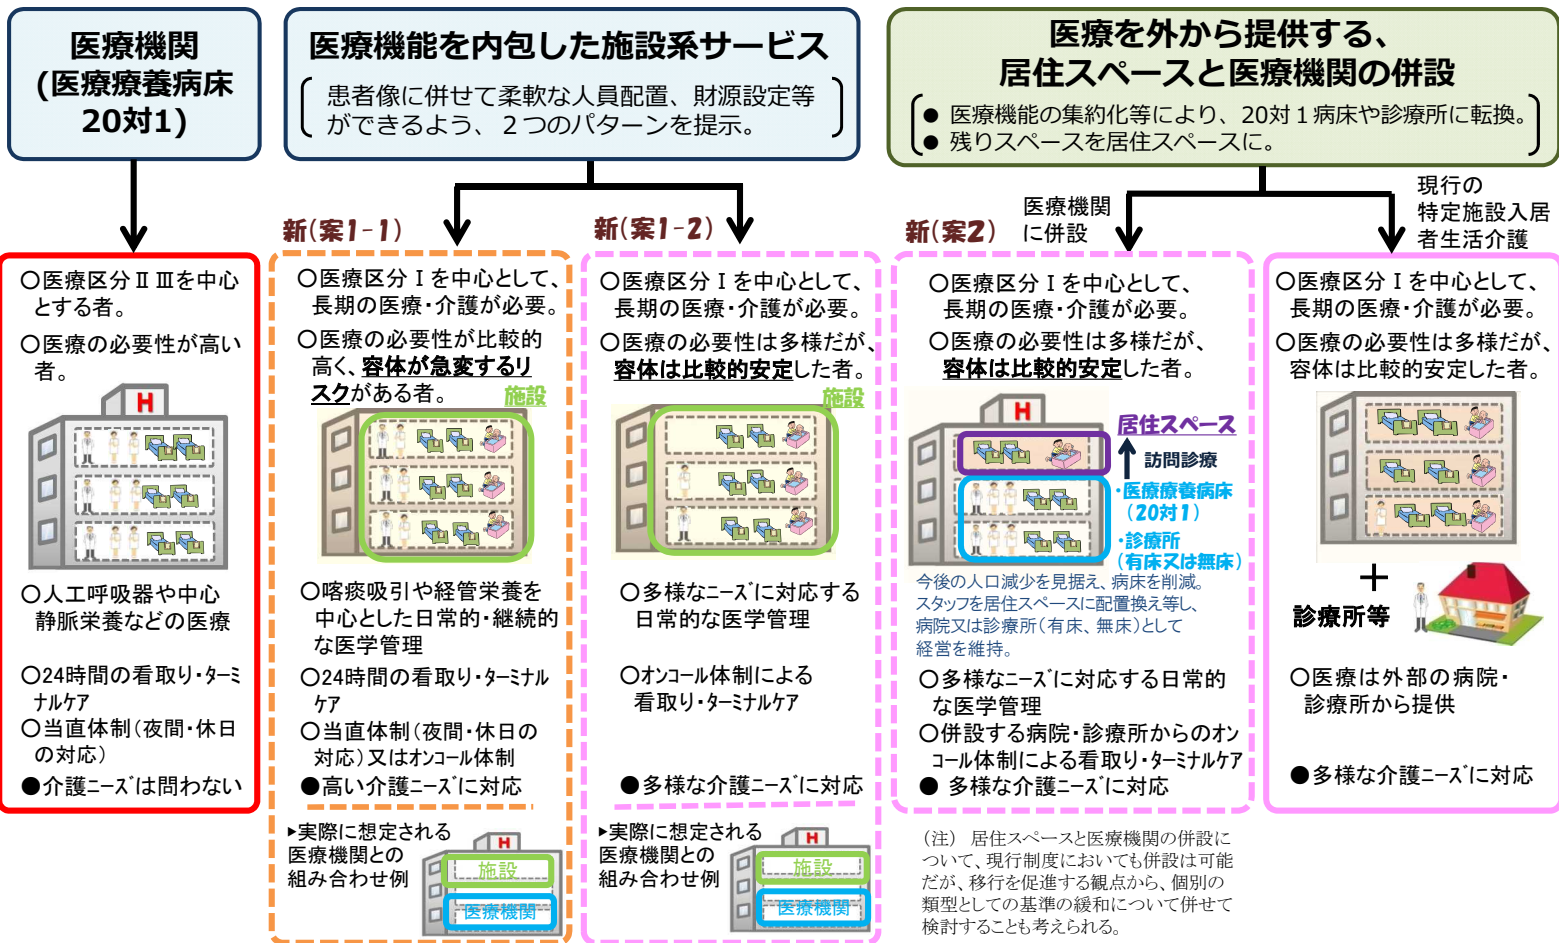 医療機関
(医療療養病床
20対1)
医療機能を内包した施設系サービス
患者像に併せて柔軟な人員配置、財源設定等
ができるよう、２つのパターンを提示。
医療を外から提供する、
居住スペースと医療機関の併設
● 医療機能の集約化等により、20対１病床や診療所に転換。
● 残りスペースを居住スペースに。
○医療区分ⅡⅢを中心
とする者。
○医療の必要性が高い
者。
H
○人工呼吸器や中心
静脈栄養などの医療
○24時間の看取り・ターミ
ナルケア
○当直体制(夜間・休日
の対応)
●介護ニーズは問わない
新(案1-1)
○医療区分Ⅰを中心として、
長期の医療・介護が必要。
○医療の必要性が比較的
高く、容体が急変するリ
スクがある者。
施設
○喀痰吸引や経管栄養を
中心とした日常的・継続的
な医学管理
○24時間の看取り・ターミナル
ケア
○当直体制(夜間・休日の
対応)又はオンコール体制
●高い介護ニーズに対応
▶実際に想定される
医療機関との
組み合わせ例
H
施設
医療機関
新(案1-2)
○医療区分Ⅰを中心として、
長期の医療・介護が必要。
○医療の必要性は多様だが、
容体は比較的安定した者。
施設
○多様なニーズに対応する
日常的な医学管理
○オンコール体制による
看取り・ターミナルケア
●多様な介護ニーズに対応
▶実際に想定される
医療機関との
組み合わせ例
H
施設
医療機関
新(案2)
医療機関
に併設
○医療区分Ⅰを中心として、
長期の医療・介護が必要。
○医療の必要性は多様だが、
容体は比較的安定した者。
H
居住スペース
訪問診療
・医療療養病床
(20対1)
・診療所
(有床又は無床)
今後の人口減少を見据え、病床を削減。
スタッフを居住スペースに配置換え等し、
病院又は診療所(有床、無床)として
経営を維持。
○多様なニーズに対応する日常的
な医学管理
○併設する病院・診療所からのオン
コール体制による看取り・ターミナルケア
● 多様な介護ニーズに対応
(注)　居住スペースと医療機関の併設に
ついて、現行制度においても併設は可能
だが、移行を促進する観点から、個別の
類型としての基準の緩和について併せて
検討することも考えられる。
現行の
特定施設入居
者生活介護
○医療区分Ⅰを中心として、
長期の医療・介護が必要。
○医療の必要性は多様だが、
容体は比較的安定した者。
＋
診療所等
○医療は外部の病院・
診療所から提供
●多様な介護ニーズに対応